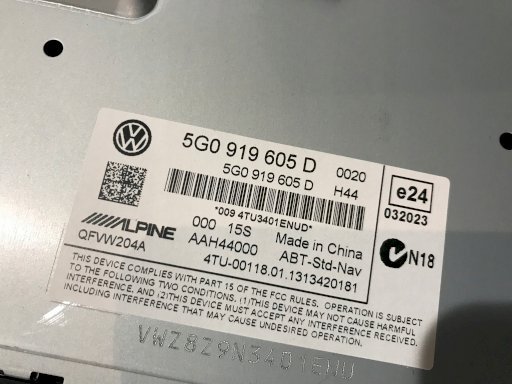 5G0 919 605 D 0020
5G0 919 605 D H44
*009 4TU3401ENUD*
e24
032023
ALPINE
QFVW204A
000 15S Made in China
AAH44000 ABT-Std-Nav
4TU-00118.01.1313420181
N18
THIS DEVICE COMPLIES WITH PART 15 OF THE FCC RULES. OPERATION IS SUBJECT
TO THE FOLLOWING TWO CONDITIONS. (1)THIS DEVICE MAY NOT CAUSE HARMFUL
INTERFERENCE, AND (2)THIS DEVICE MUST ACCEPT ANY INTERFERENCE RECEIVED.
INCLUDING INTERFERENCE THAT MAY CAUSE UNDESIRED OPERATION.
VWZ8Z9N3401ENU